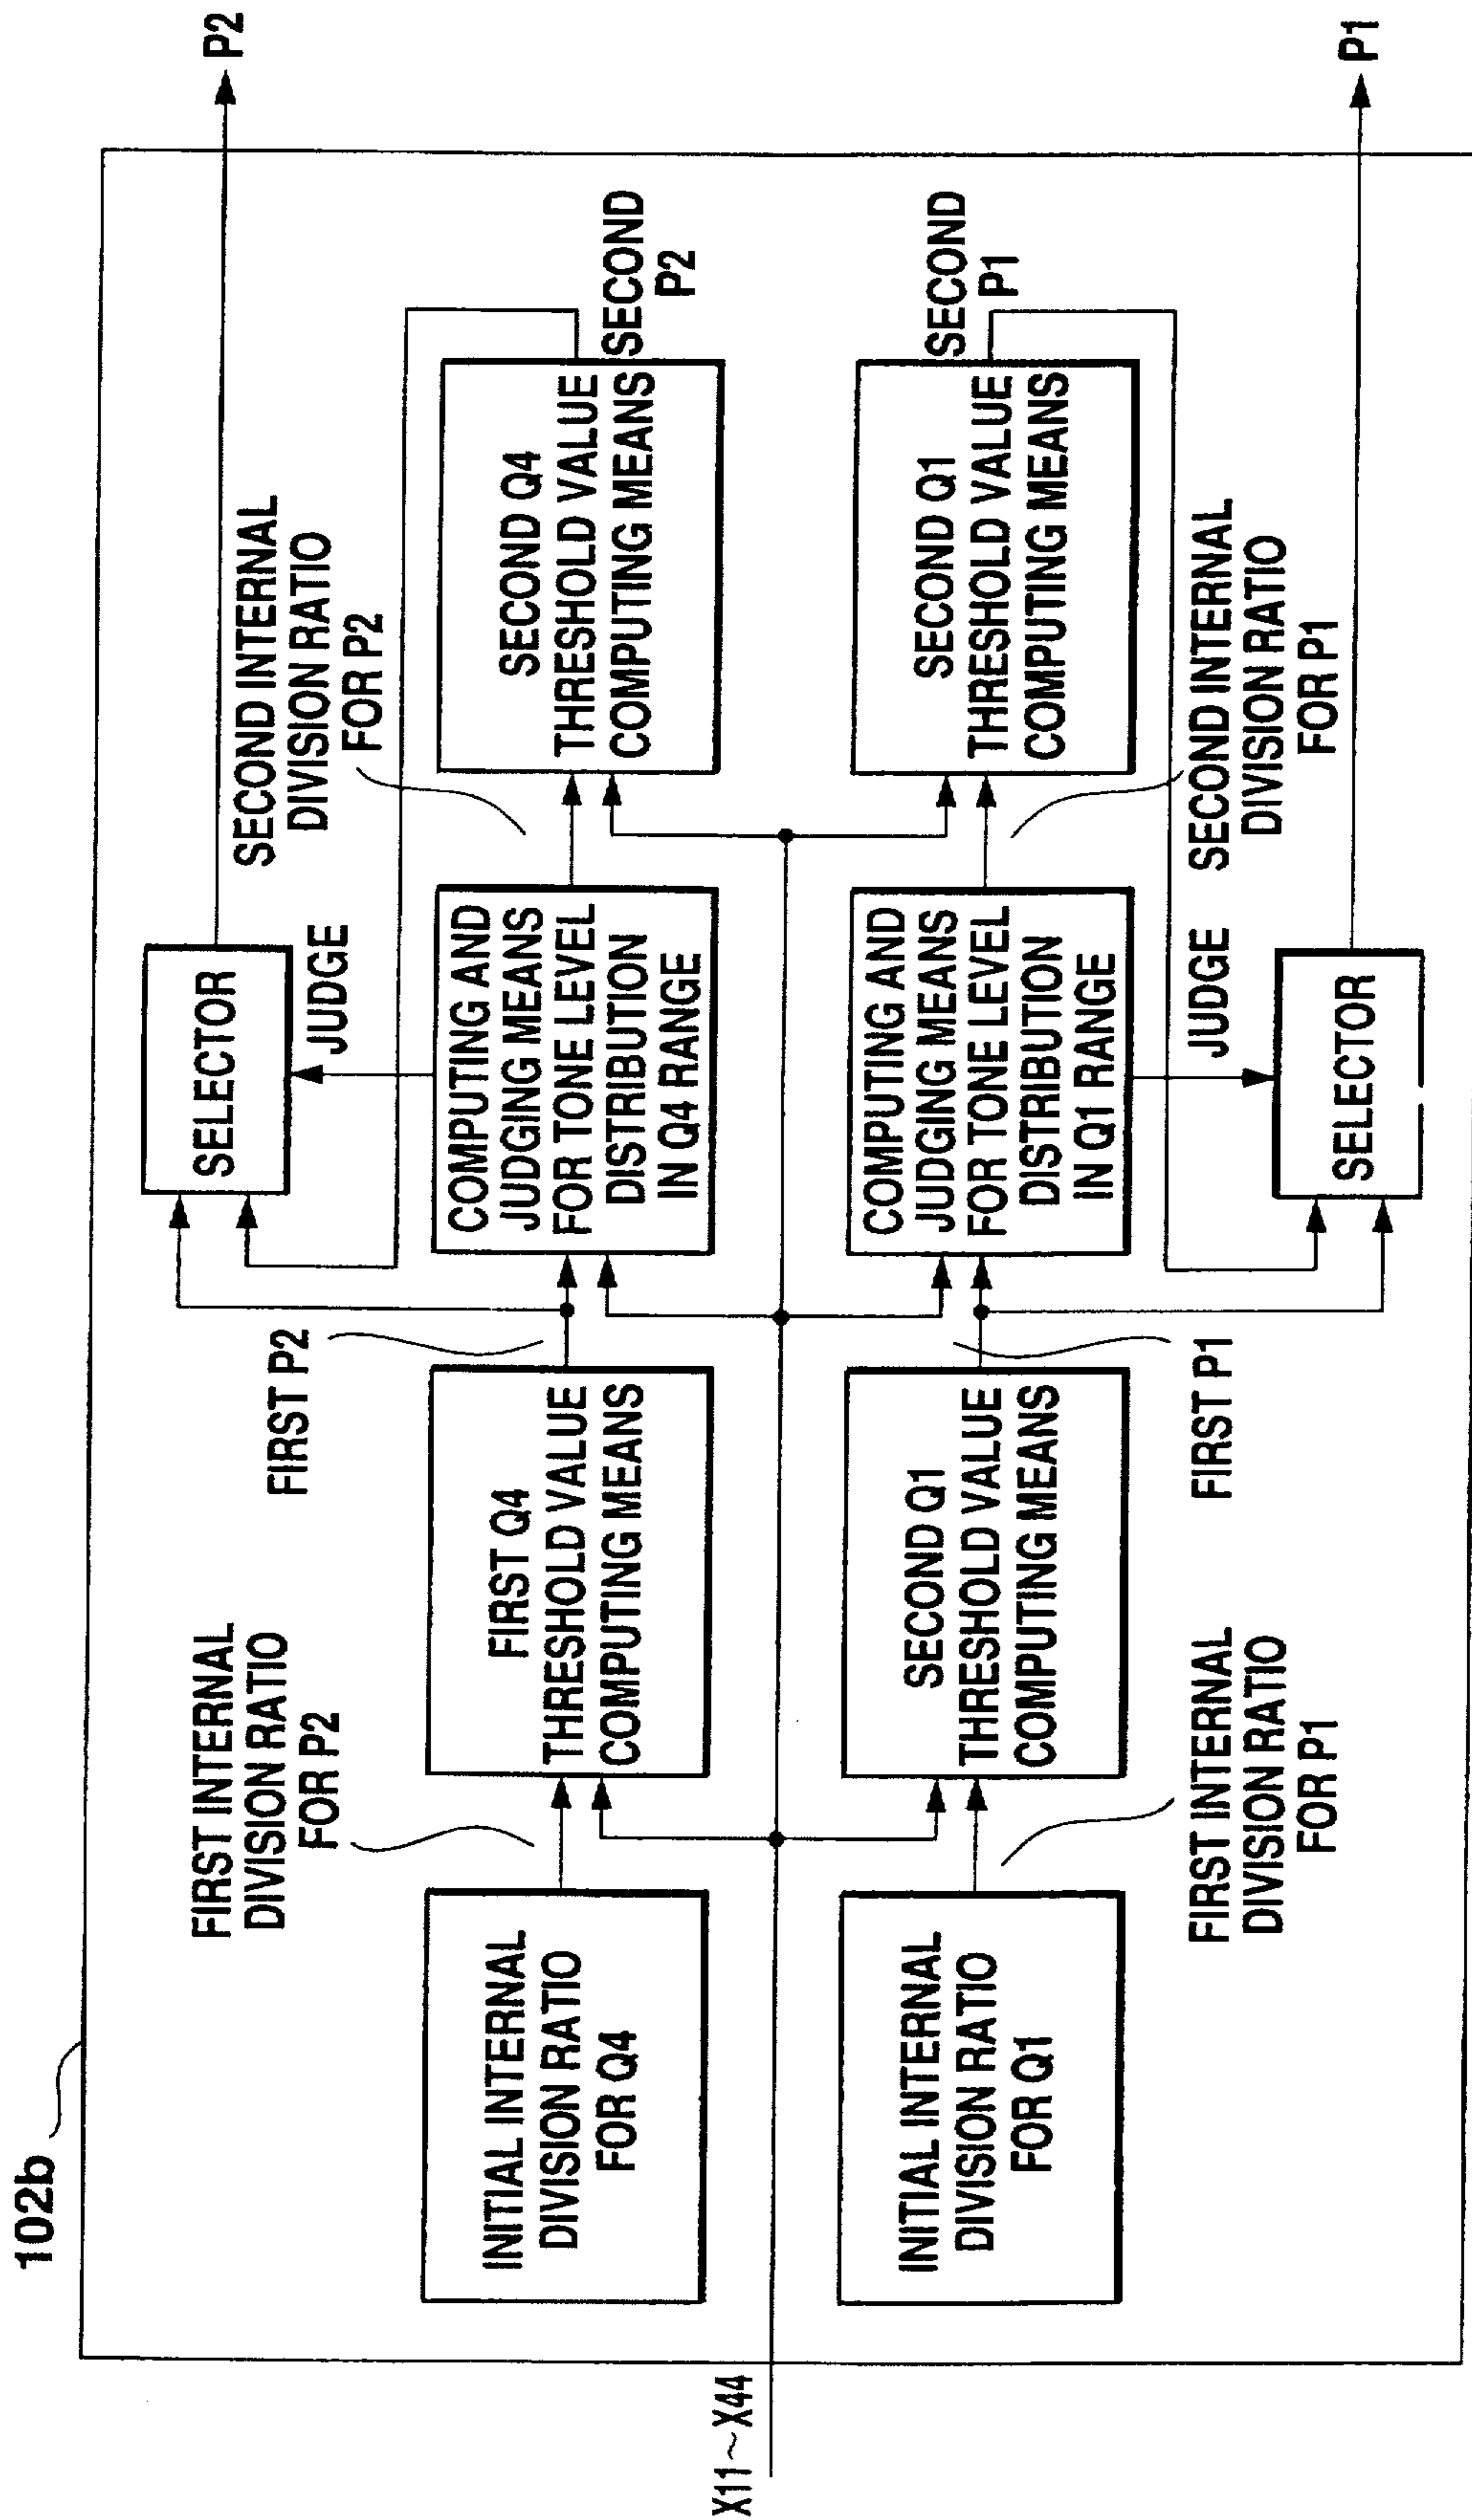 102b
X11~X44
FIRST INTERNAL
DIVISION RATIO
FOR P2
FIRST P2
SELECTOR
JUDGE
SECOND INTERNAL
DIVISION RATIO
FOR P2
P2
INITIAL INTERNAL
DIVISION RATIO
FOR Q4
FIRST Q4
THRESHOLD VALUE
COMPUTING MEANS
COMPUTING AND
JUDGING MEANS
FOR TONE LEVEL
DISTRIBUTION
IN Q4 RANGE
SECOND Q4
THRESHOLD VALUE
COMPUTING MEANS
SECOND
P2
INITIAL INTERNAL
DIVISION RATIO
FOR Q1
SECOND Q1
THRESHOLD VALUE
COMPUTING MEANS
COMPUTING AND
JUDGING MEANS
FOR TONE LEVEL
DISTRIBUTION
IN Q1 RANGE
SECOND Q1
THRESHOLD VALUE
COMPUTING MEANS
SECOND
P1
FIRST INTERNAL
DIVISION RATIO
FOR P1
FIRST P1
JUDGE
SELECTOR
SECOND INTERNAL
DIVISION RATIO
FOR P1
P1